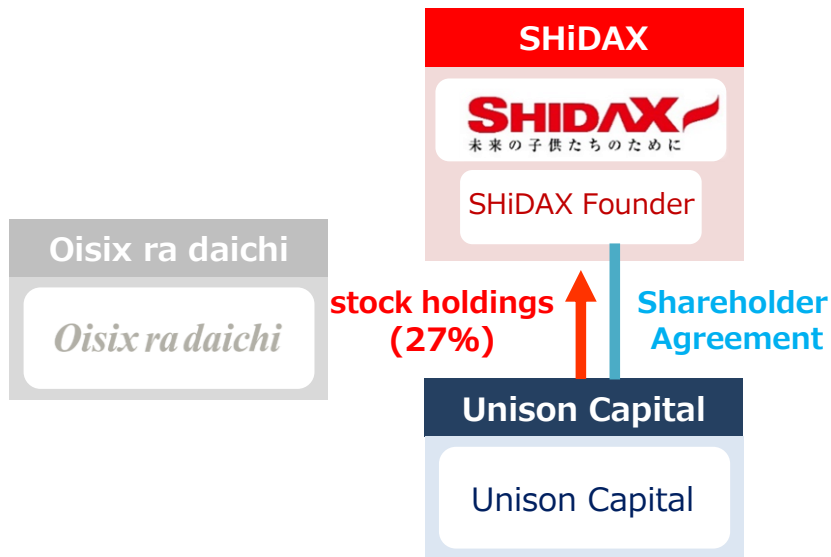 SHiDAX
SHIDAX
未来の子供たちのために
SHiDAX Founder
Oisix ra daichi
Oisix ra daichi
stock holdings
(27%)
Shareholder
Agreement
Unison Capital
Unison Capital